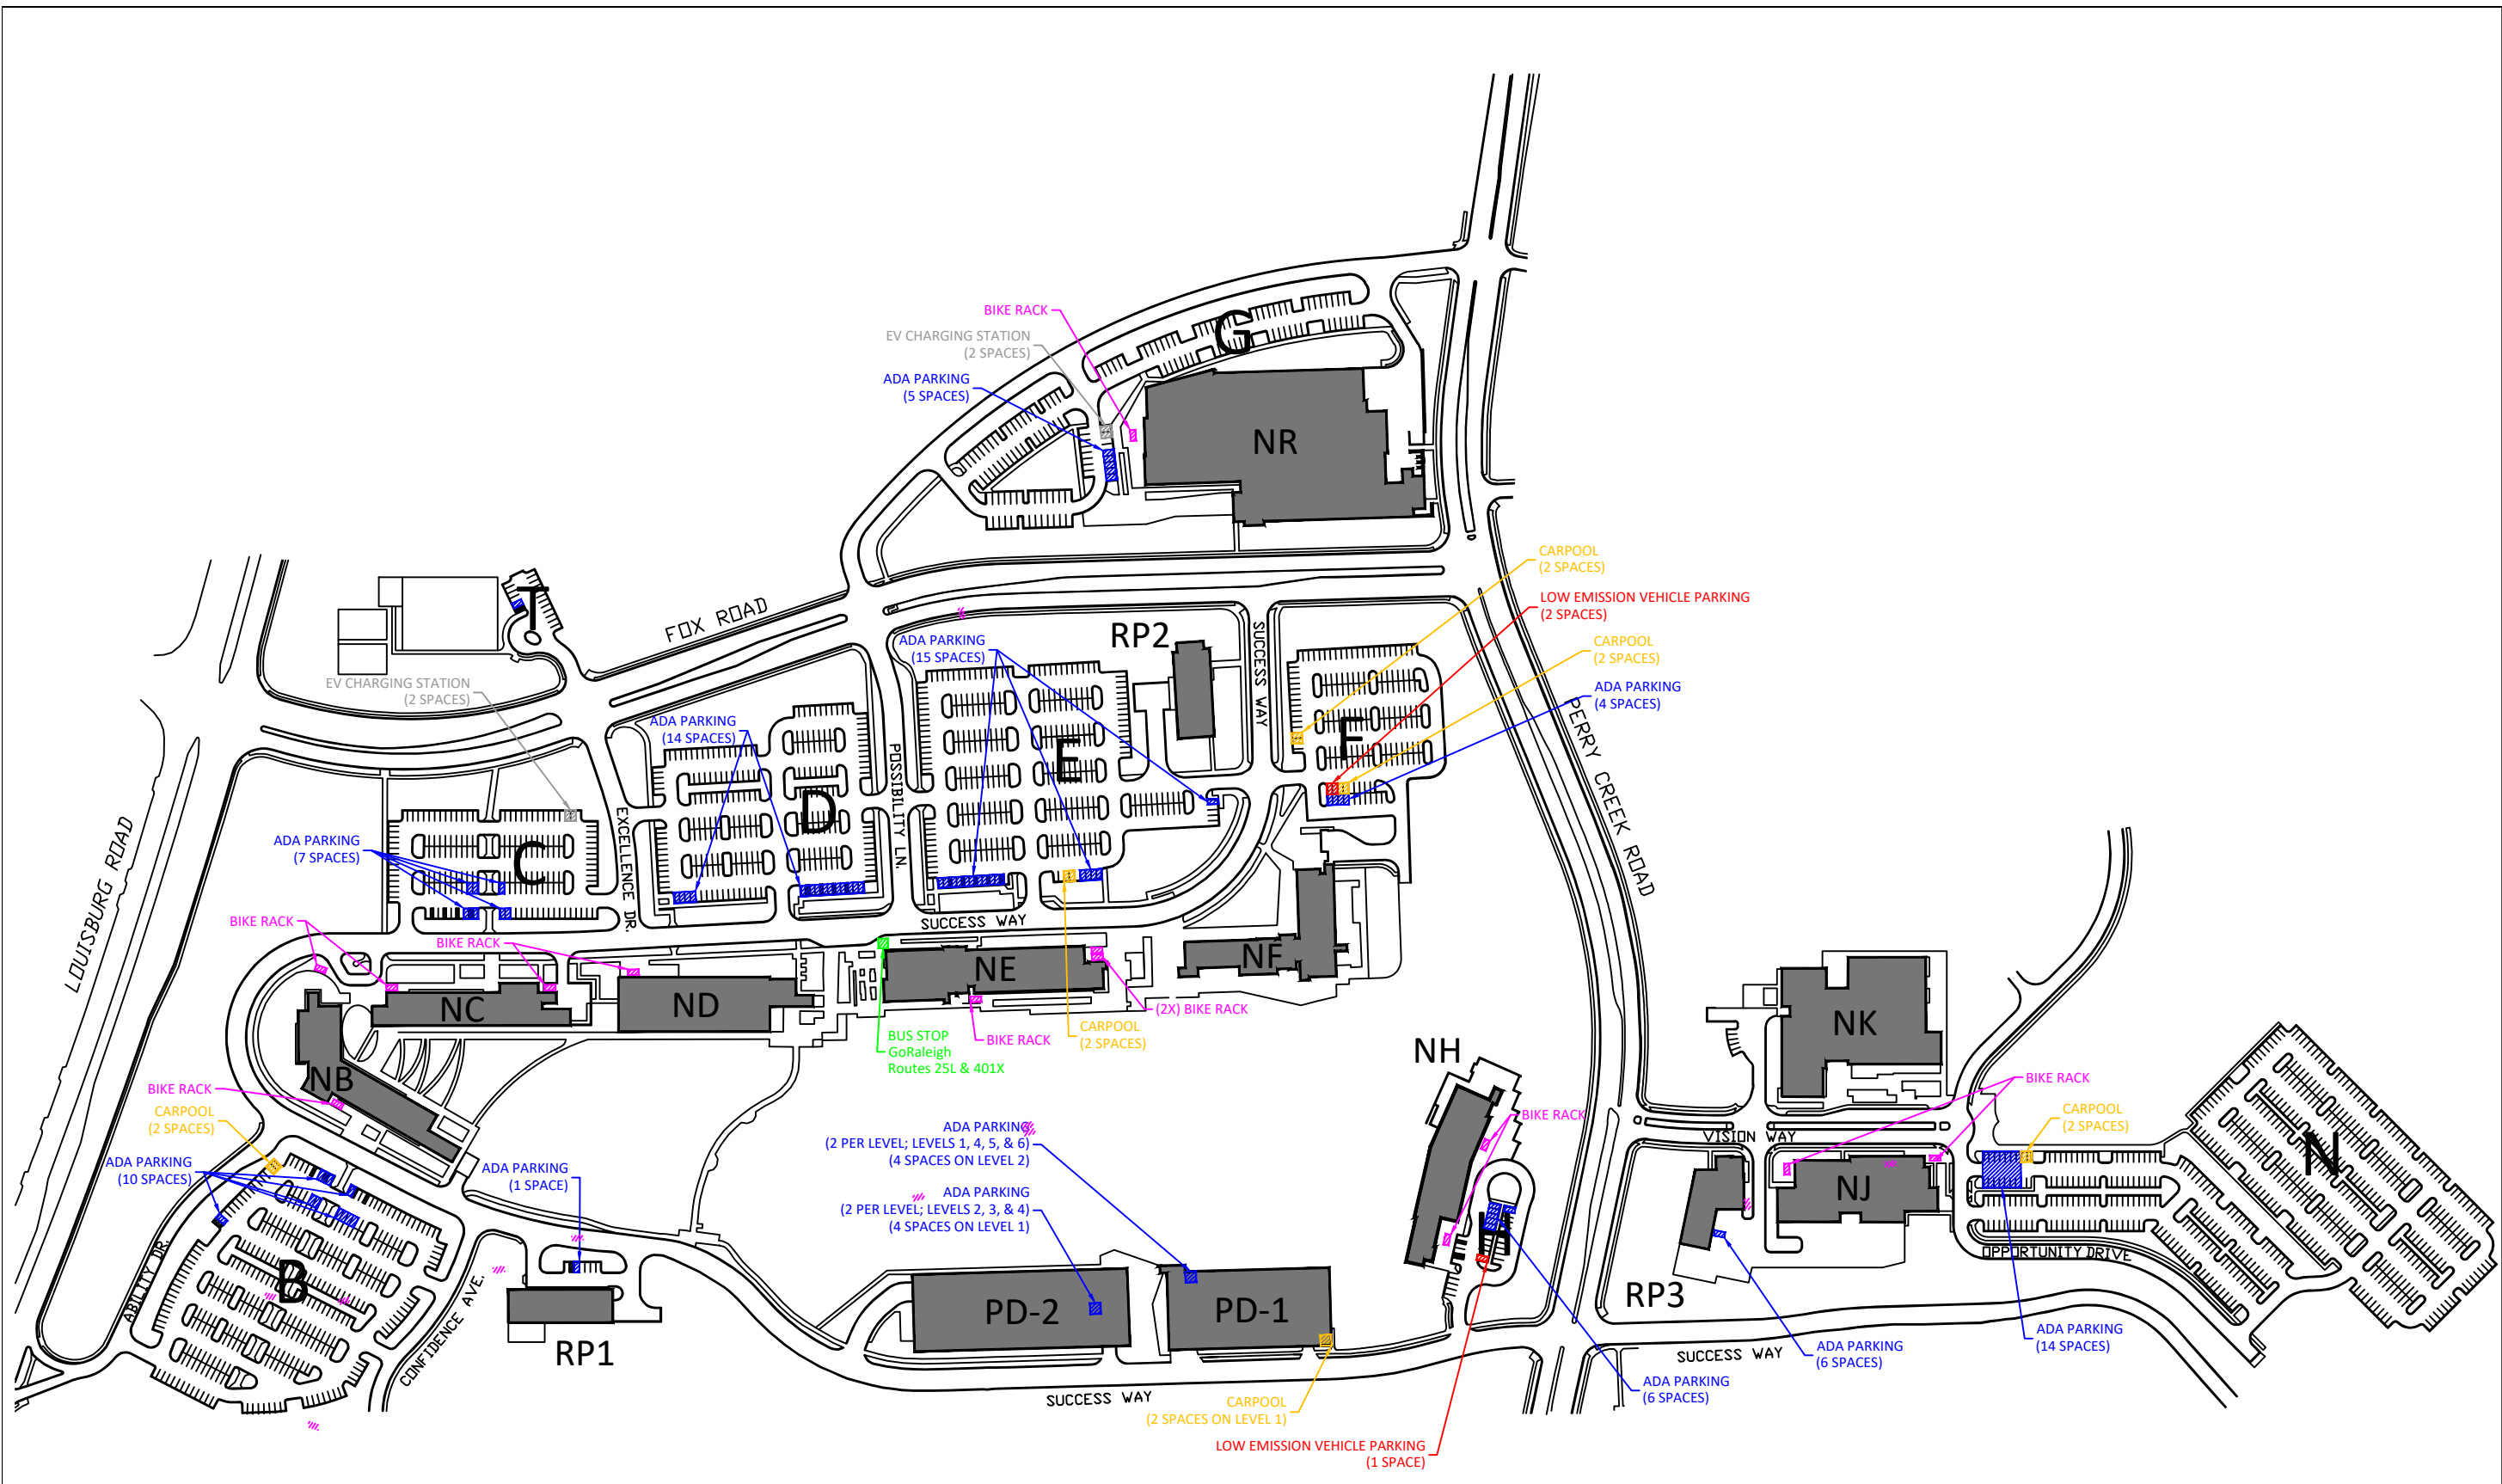 BIKE RACK
EV CHARGING STATION
(2 SPACES)
ADA PARKING
(5 SPACES)
G
NR
CARPOOL
(2 SPACES)
LOW EMISSION VEHICLE PARKING
(2 SPACES)
CARPOOL
(2 SPACES)
ADA PARKING
(4 SPACES)
T
FOX ROAD
RP2
SUCCESS WAY
ADA PARKING
(15 SPACES)
EV CHARGING STATION
(2 SPACES)
ADA PARKING
(14 SPACES)
POSSIBILITY LN.
E
F
D
PERRY CREEK ROAD
LOUISBURG ROAD
ADA PARKING
(7 SPACES)
C
EXCELLENCE DR.
BIKE RACK
BIKE RACK
SUCCESS WAY
NC
ND
NE
NF
(2X) BIKE RACK
BIKE RACK
CARPOOL
(2 SPACES)
BUS STOP
GoRaleigh
Routes 25L & 401X
NH
NK
NB
BIKE RACK
CARPOOL
(2 SPACES)
ADA PARKING
(10 SPACES)
ADA PARKING
(1 SPACE)
ADA PARKING
(2 PER LEVEL; LEVELS 1, 4, 5, & 6)
(4 SPACES ON LEVEL 2)
ADA PARKING
(2 PER LEVEL; LEVELS 2, 3, & 4)
(4 SPACES ON LEVEL 1)
BIKE RACK
BIKE RACK
CARPOOL
(2 SPACES)
VISION WAY
N
NJ
H
OPPORTUNITY DRIVE
ABILITY DR.
B
CONFIDENCE AVE.
RP1
PD-2
PD-1
RP3
SUCCESS WAY
SUCCESS WAY
ADA PARKING
(6 SPACES)
ADA PARKING
(14 SPACES)
ADA PARKING
(6 SPACES)
CARPOOL
(2 SPACES ON LEVEL 1)
LOW EMISSION VEHICLE PARKING
(1 SPACE)